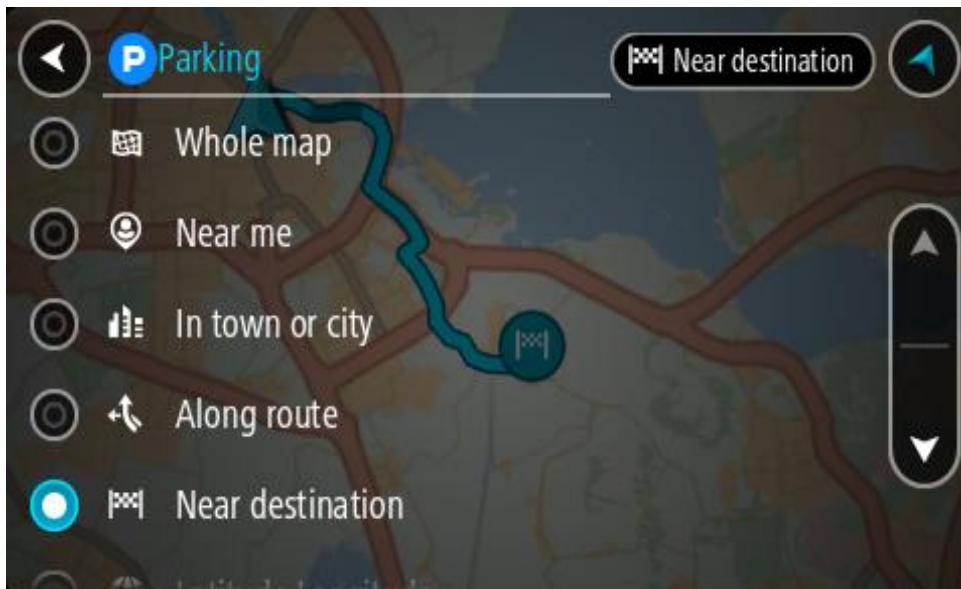 P Parking
Near destination
Whole map
Near me
In town or city
Along route
Near destination